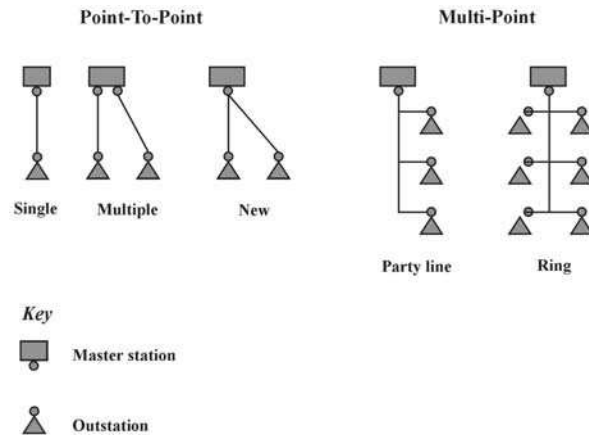 Point-To-Point
Multi-Point
Single
Multiple
New
Party line
Ring
Key
Master station
Outstation